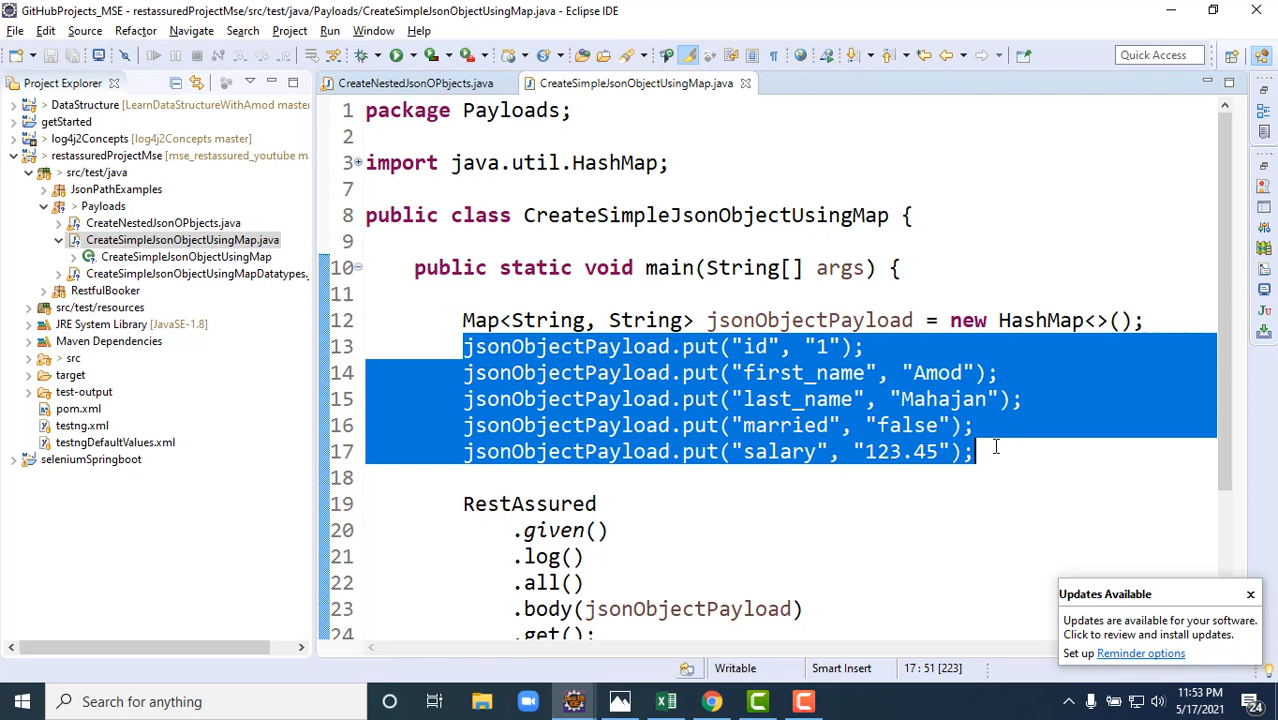 GitHubProjects_MSE - restassuredProjectMse/src/test/java/Payloads/CreateSimpleJsonObjectUsingMap.java - Eclipse IDE
File Edit Source Refactor Navigate Search Project Run Window Help
Quick Access
Project Explorer
DataStructure [LearnDataStructureWithAmod master]
getStarted
log4j2Concepts [log4j2Concepts master]
restassuredProjectMse [mse_restassured_youtube m
src/test/java
JsonPathExamples
Payloads
CreateNestedJsonOPbjects.java
CreateSimpleJsonObjectUsingMap.java
CreateSimpleJsonObjectUsingMap
CreateSimpleJsonObjectUsingMapDatatypes.
RestfulBooker
src/test/resources
JRE System Library [JavaSE-1.8]
Maven Dependencies
src
target
test-output
pom.xml
testng.xml
testngDefaultValues.xml
seleniumSpringboot
CreateNestedJsonOPbjects.java
CreateSimpleJsonObjectUsingMap.java
1 package Payloads;
2
3 import java.util.HashMap;
7
8 public class CreateSimpleJsonObjectUsingMap {
9
10 public static void main(String[] args) {
11
12 Map<String, String> jsonObjectPayload = new HashMap<>();
13 jsonObjectPayload.put("id", "1");
14 jsonObjectPayload.put("first_name", "Amod");
15 jsonObjectPayload.put("last_name", "Mahajan");
16 jsonObjectPayload.put("married", "false");
17 jsonObjectPayload.put("salary", "123.45");
18
19 RestAssured
20 .given()
21 .log()
22 .all()
23 .body(jsonObjectPayload)
24 .get();
Updates Available
Updates are available for your software.
Click to review and install updates.
Set up Reminder options
Writable
Smart Insert
17 : 51 [223]
Search for anything
11:53 PM
5/17/2021
24